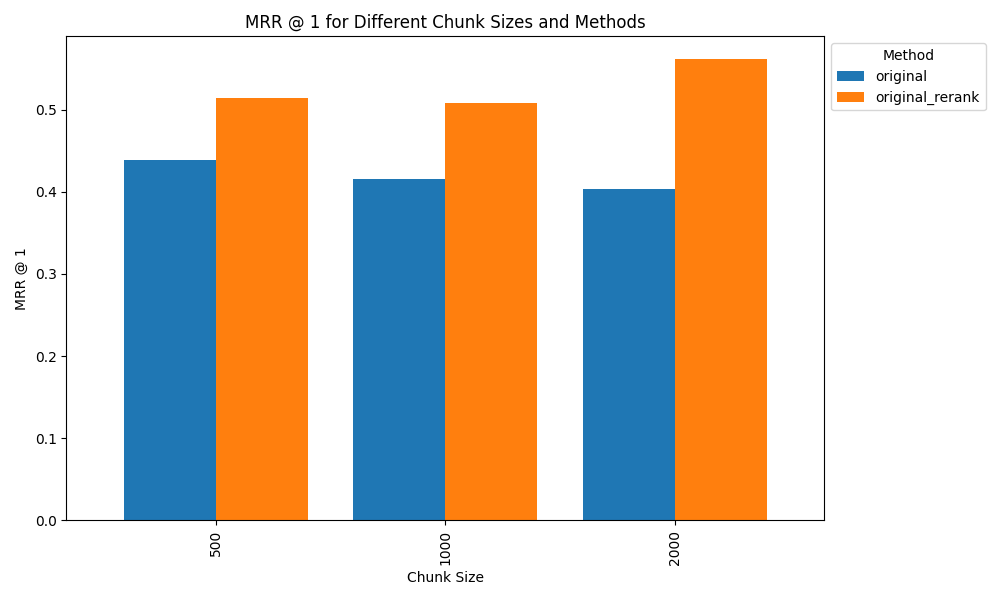 MRR @ 1 for Different Chunk Sizes and Methods
Method
original
original_rerank
MRR @ 1
0.5
0.4
0.3
0.2
0.1
0.0
500
1000
2000
Chunk Size